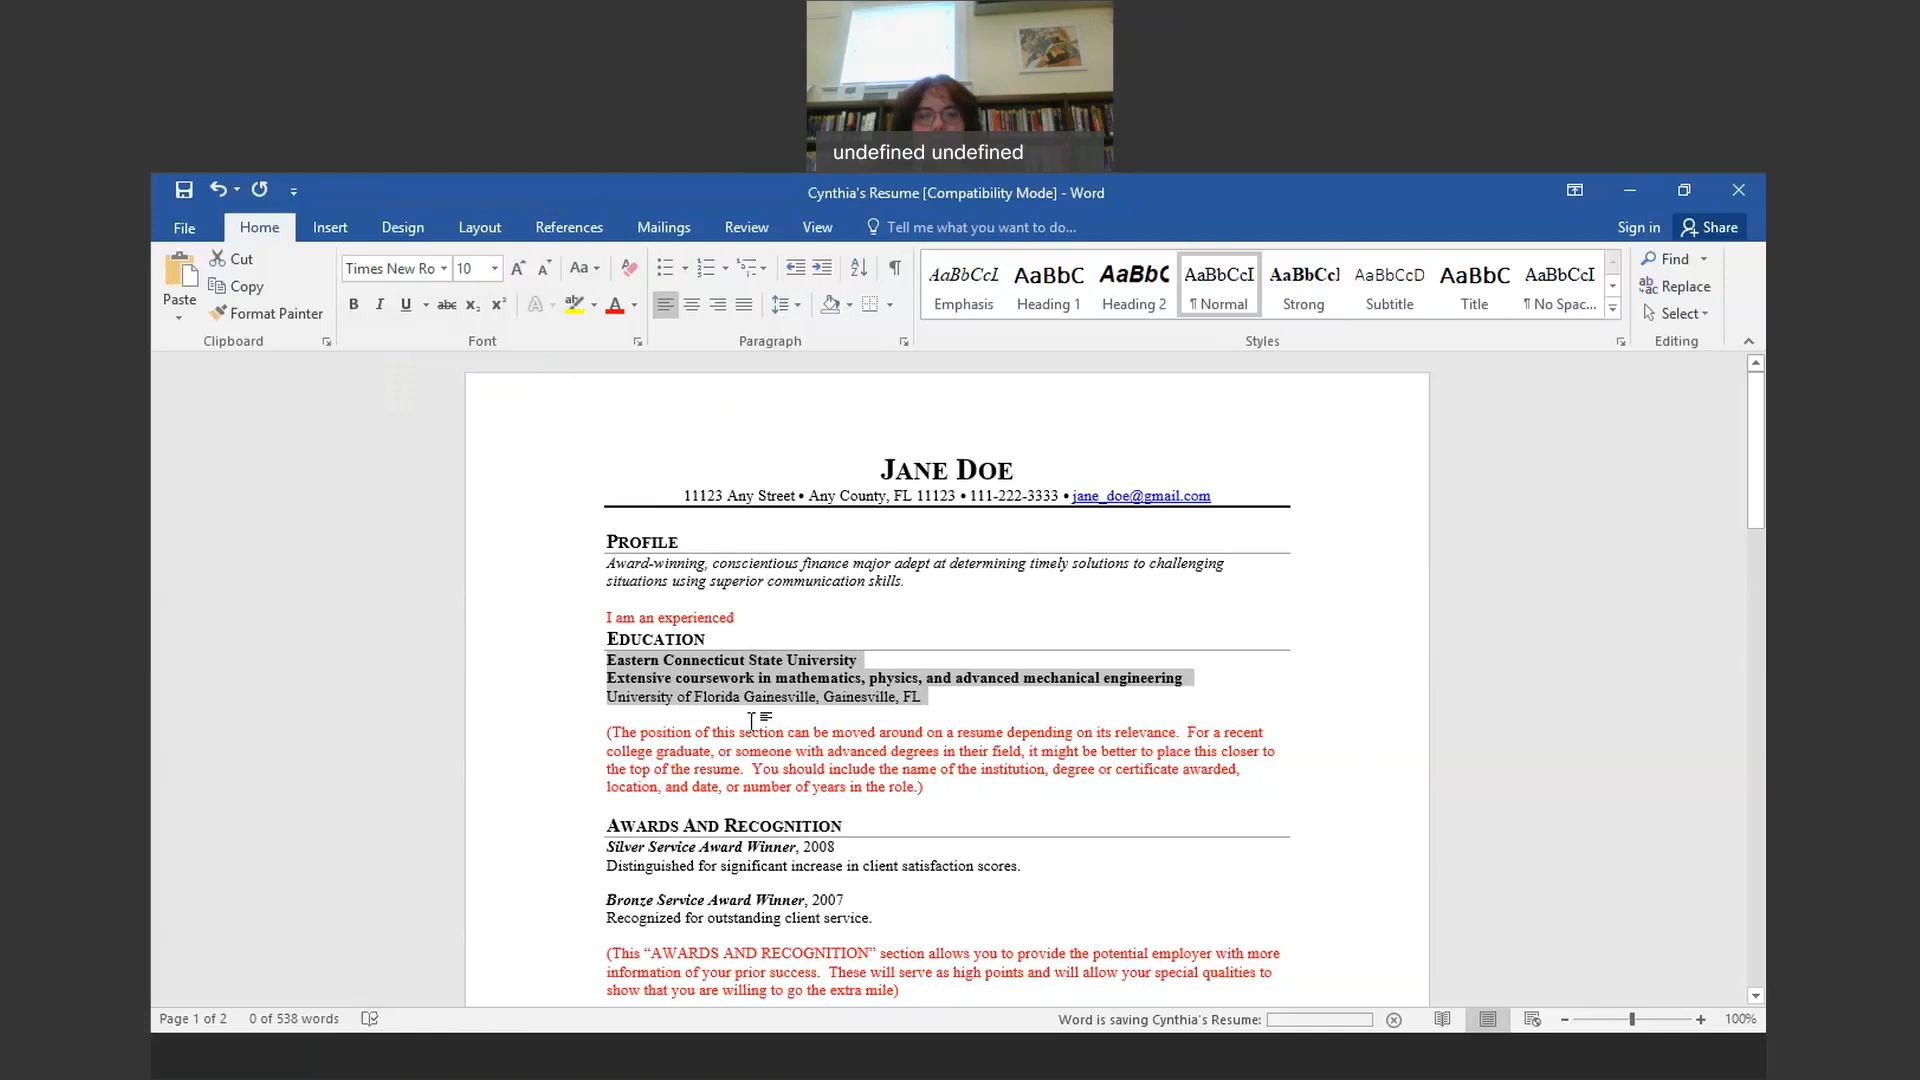 undefined undefined
Cynthia's Resume [Compatibility Mode] - Word
File Home Insert Design Layout References Mailings Review View Tell me what you want to do... Sign in Share
Paste
Cut
Copy
Format Painter
Clipboard
Times New Ro 10
Font
Paragraph
AaBbCcI AaBbC AaBbC AaBbCcI AaBbCc] AaBbCcD AaBbC AaBbCcI
Emphasis Heading 1 Heading 2 ¶ Normal Strong Subtitle Title ¶ No Spac...
Styles
Find
Replace
Select
Editing
JANE DOE
11123 Any Street • Any County, FL 11123 • 111-222-3333 • jane_doe@gmail.com
PROFILE
Award-winning, conscientious finance major adept at determining timely solutions to challenging
situations using superior communication skills.
I am an experienced
EDUCATION
Eastern Connecticut State University
Extensive coursework in mathematics, physics, and advanced mechanical engineering
University of Florida Gainesville, Gainesville, FL
(The position of this section can be moved around on a resume depending on its relevance.  For a recent
college graduate, or someone with advanced degrees in their field, it might be better to place this closer to
the top of the resume.  You should include the name of the institution, degree or certificate awarded,
location, and date, or number of years in the role.)
AWARDS AND RECOGNITION
Silver Service Award Winner, 2008
Distinguished for significant increase in client satisfaction scores.
Bronze Service Award Winner, 2007
Recognized for outstanding client service.
(This “AWARDS AND RECOGNITION” section allows you to provide the potential employer with more
information of your prior success.  These will serve as high points and will allow your special qualities to
show that you are willing to go the extra mile)
Page 1 of 2 0 of 538 words Word is saving Cynthia's Resume: 100%